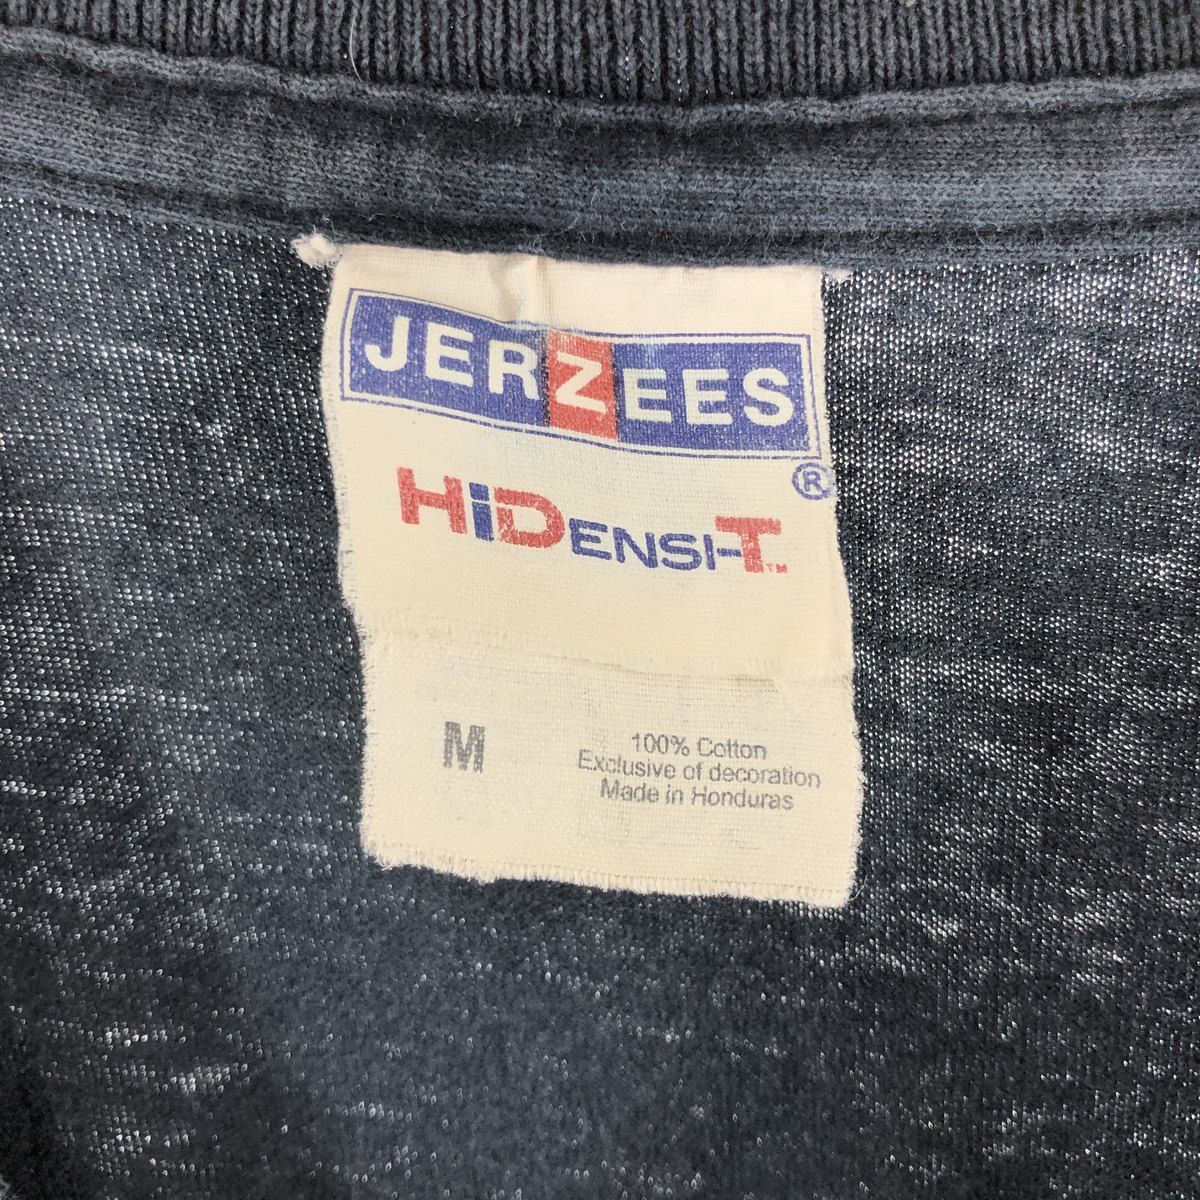 JERZEES
®
HiDENSI-T™
M
100% Cotton
Exclusive of decoration
Made in Honduras